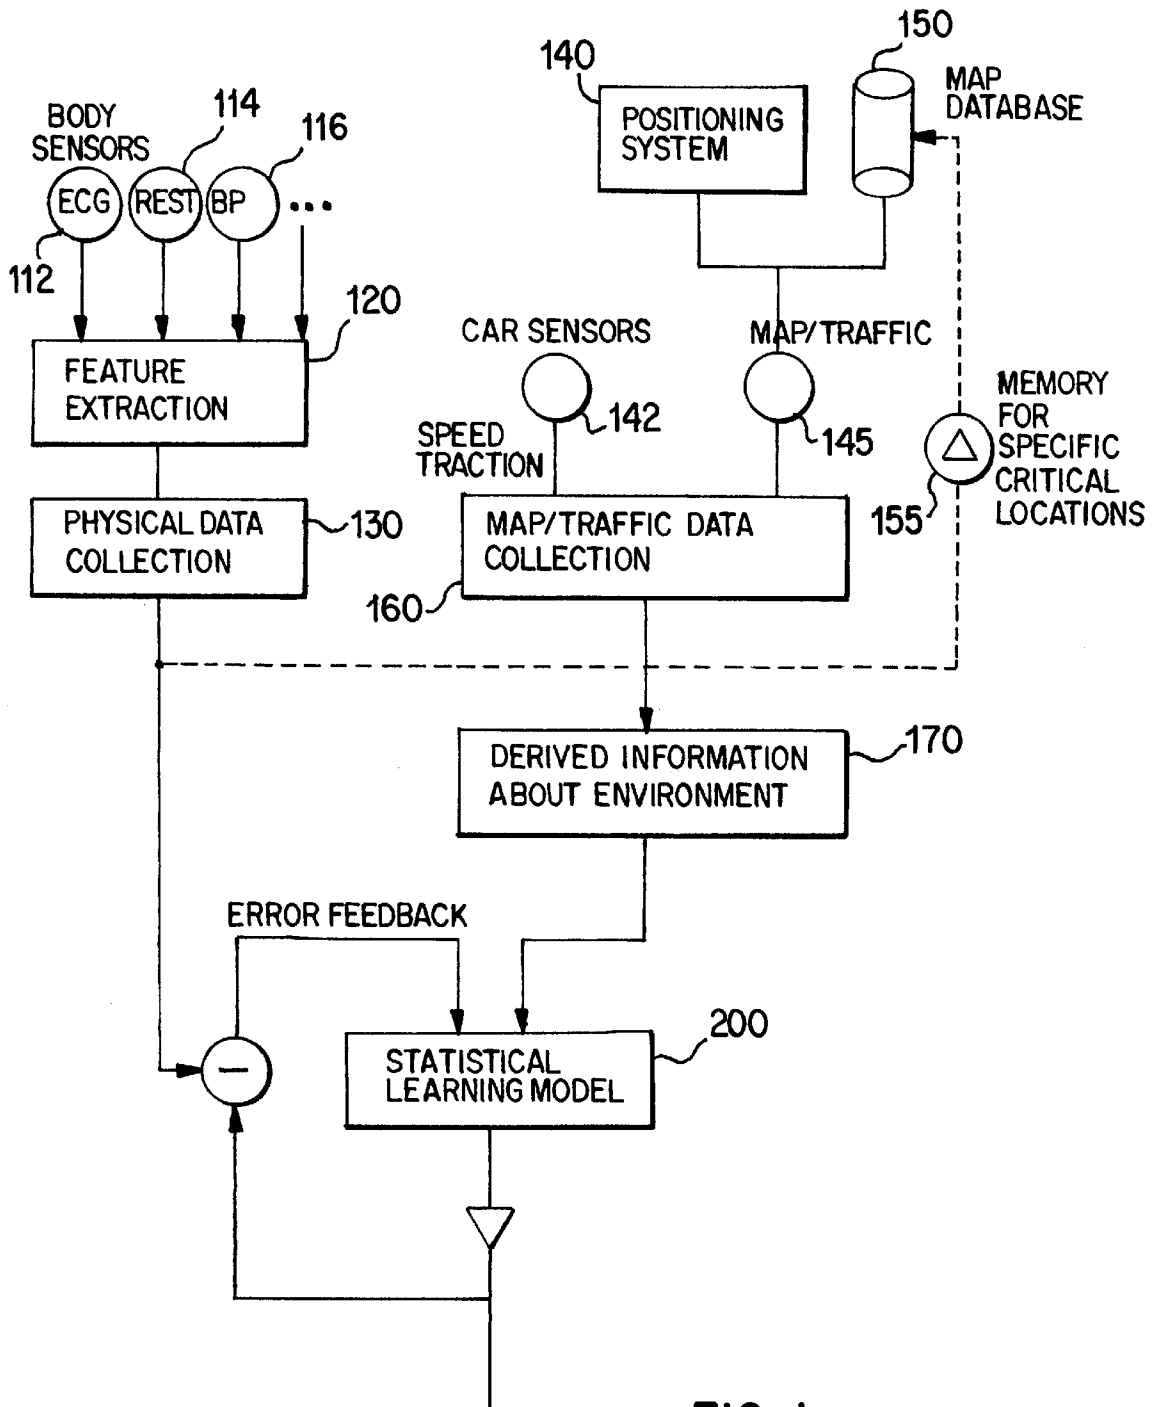 150
140
MAP
DATABASE
POSITIONING
SYSTEM
BODY
SENSORS
114
116
ECG
REST
BP
...
112
120
CAR SENSORS
MAP/TRAFFIC
FEATURE
EXTRACTION
142
145
SPEED
TRACTION
MEMORY
FOR
SPECIFIC
CRITICAL
LOCATIONS
155
PHYSICAL DATA
COLLECTION
130
MAP/TRAFFIC DATA
COLLECTION
160
170
DERIVED INFORMATION
ABOUT ENVIRONMENT
ERROR FEEDBACK
200
–
STATISTICAL
LEARNING MODEL